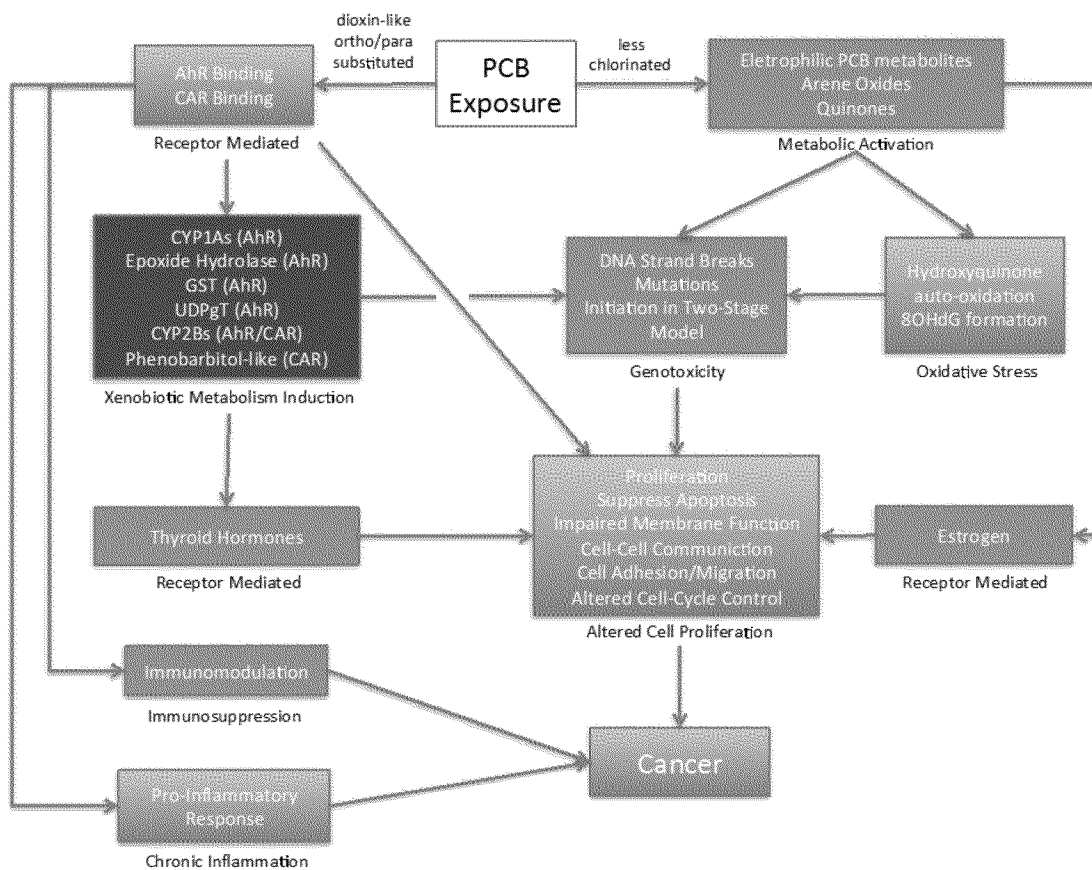 dioxin-like
ortho/para
substituted
PCB
Exposure
less
chlorinated
AhR Binding
CAR Binding
Receptor Mediated
Eletrophilic PCB metabolites
Arene Oxides
Quinones
Metabolic Activation
CYP1As (AhR)
Epoxide Hydrolase (AhR)
GST (AhR)
UDPgT (AhR)
CYP2Bs (AhR/CAR)
Phenobarbitol-like (CAR)
Xenobiotic Metabolism Induction
DNA Strand Breaks
Mutations
Initiation in Two-Stage
Model
Genotoxicity
Hydroxyquinone
auto-oxidation
8OHdG formation
Oxidative Stress
Thyroid Hormones
Receptor Mediated
Proliferation
Suppress Apoptosis
Impaired Membrane Function
Cell-Cell Communiction
Cell Adhesion/Migration
Altered Cell-Cycle Control
Altered Cell Proliferation
Estrogen
Receptor Mediated
Immunomodulation
Immunosuppression
Cancer
Pro-Inflammatory
Response
Chronic Inflammation